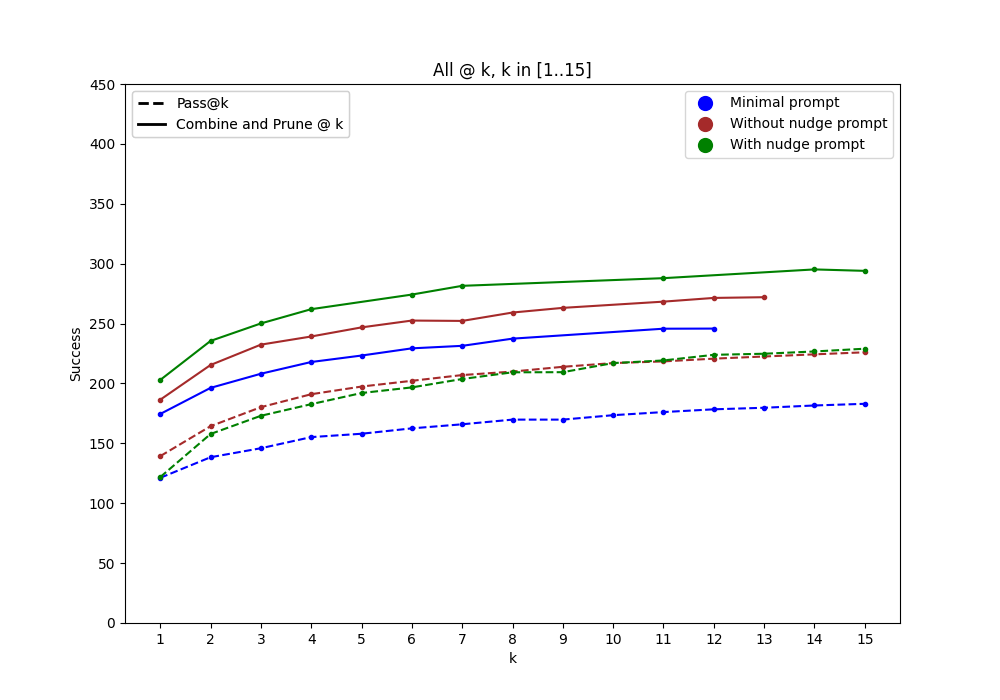 All @ k, k in [1..15]
450
400
350
300
250
200
150
100
50
0
Success
Pass@k
Combine and Prune @ k
Minimal prompt
Without nudge prompt
With nudge prompt
1 2 3 4 5 6 7 8 9 10 11 12 13 14 15
k